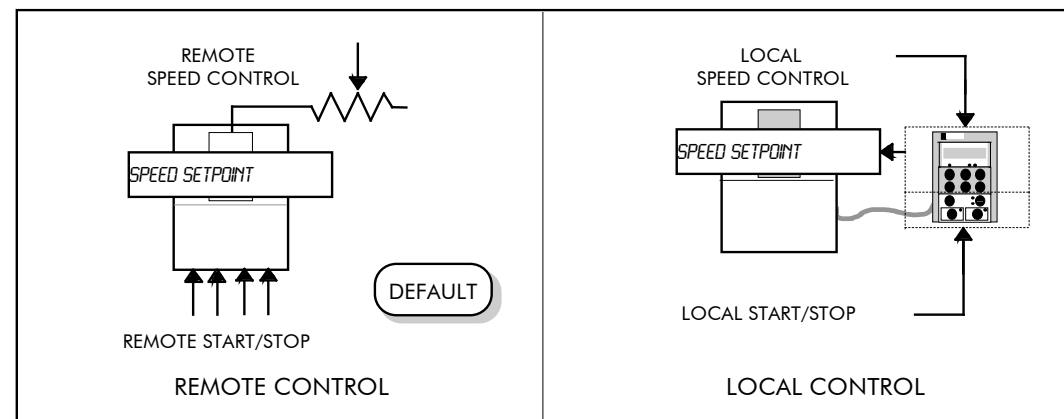 REMOTE
SPEED CONTROL
SPEED SETPOINT
DEFAULT
REMOTE START/STOP
REMOTE CONTROL
LOCAL
SPEED CONTROL
SPEED SETPOINT
LOCAL START/STOP
LOCAL CONTROL